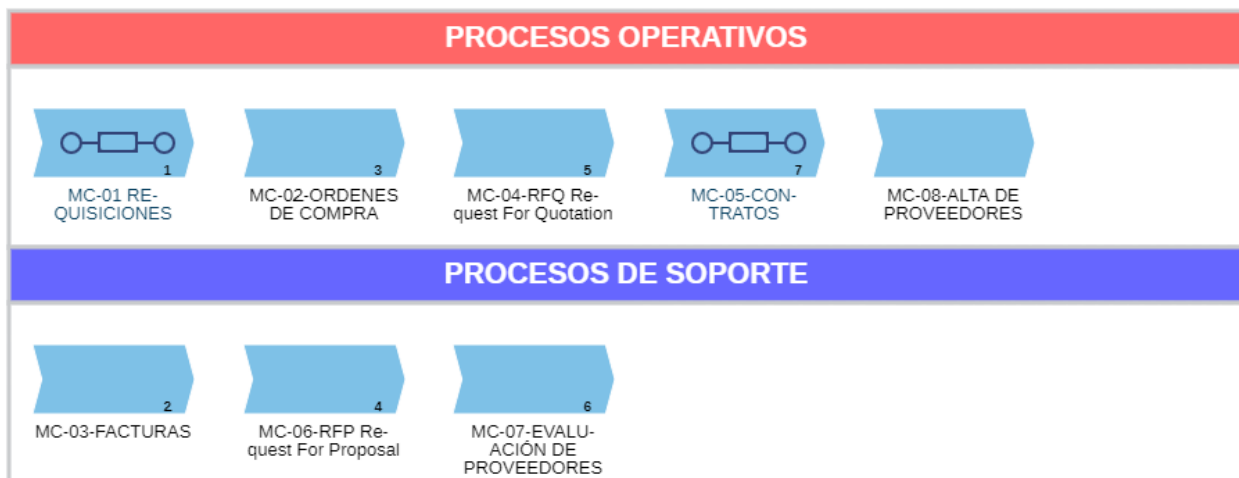 PROCESOS OPERATIVOS
1
3
5
7
MC-01 RE-
QUISICIONES
MC-02-ORDENES
DE COMPRA
MC-04-RFQ Re-
quest For Quotation
MC-05-CON-
TRATOS
MC-08-ALTA DE
PROVEEDORES
PROCESOS DE SOPORTE
2
4
6
MC-03-FACTURAS
MC-06-RFP Re-
quest For Proposal
MC-07-EVALU-
ACIÓN DE
PROVEEDORES